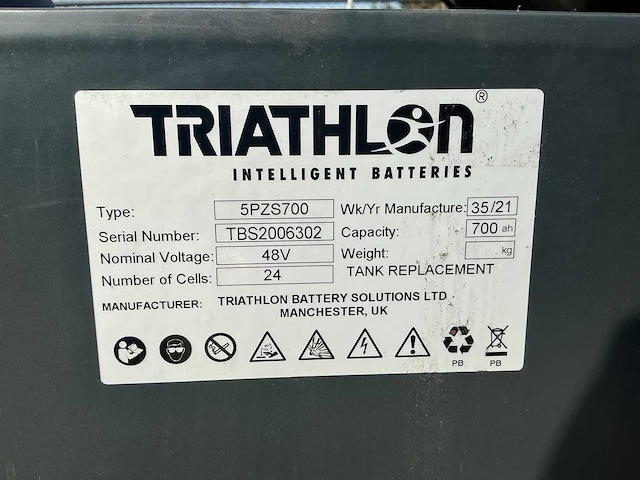 TRIATHLON®
INTELLIGENT BATTERIES
Type: 5PZS700 Wk/Yr Manufacture: 35/21
Serial Number: TBS2006302 Capacity: 700 ah
Nominal Voltage: 48V Weight: kg
Number of Cells: 24 TANK REPLACEMENT
MANUFACTURER: TRIATHLON BATTERY SOLUTIONS LTD
MANCHESTER, UK
PB PB